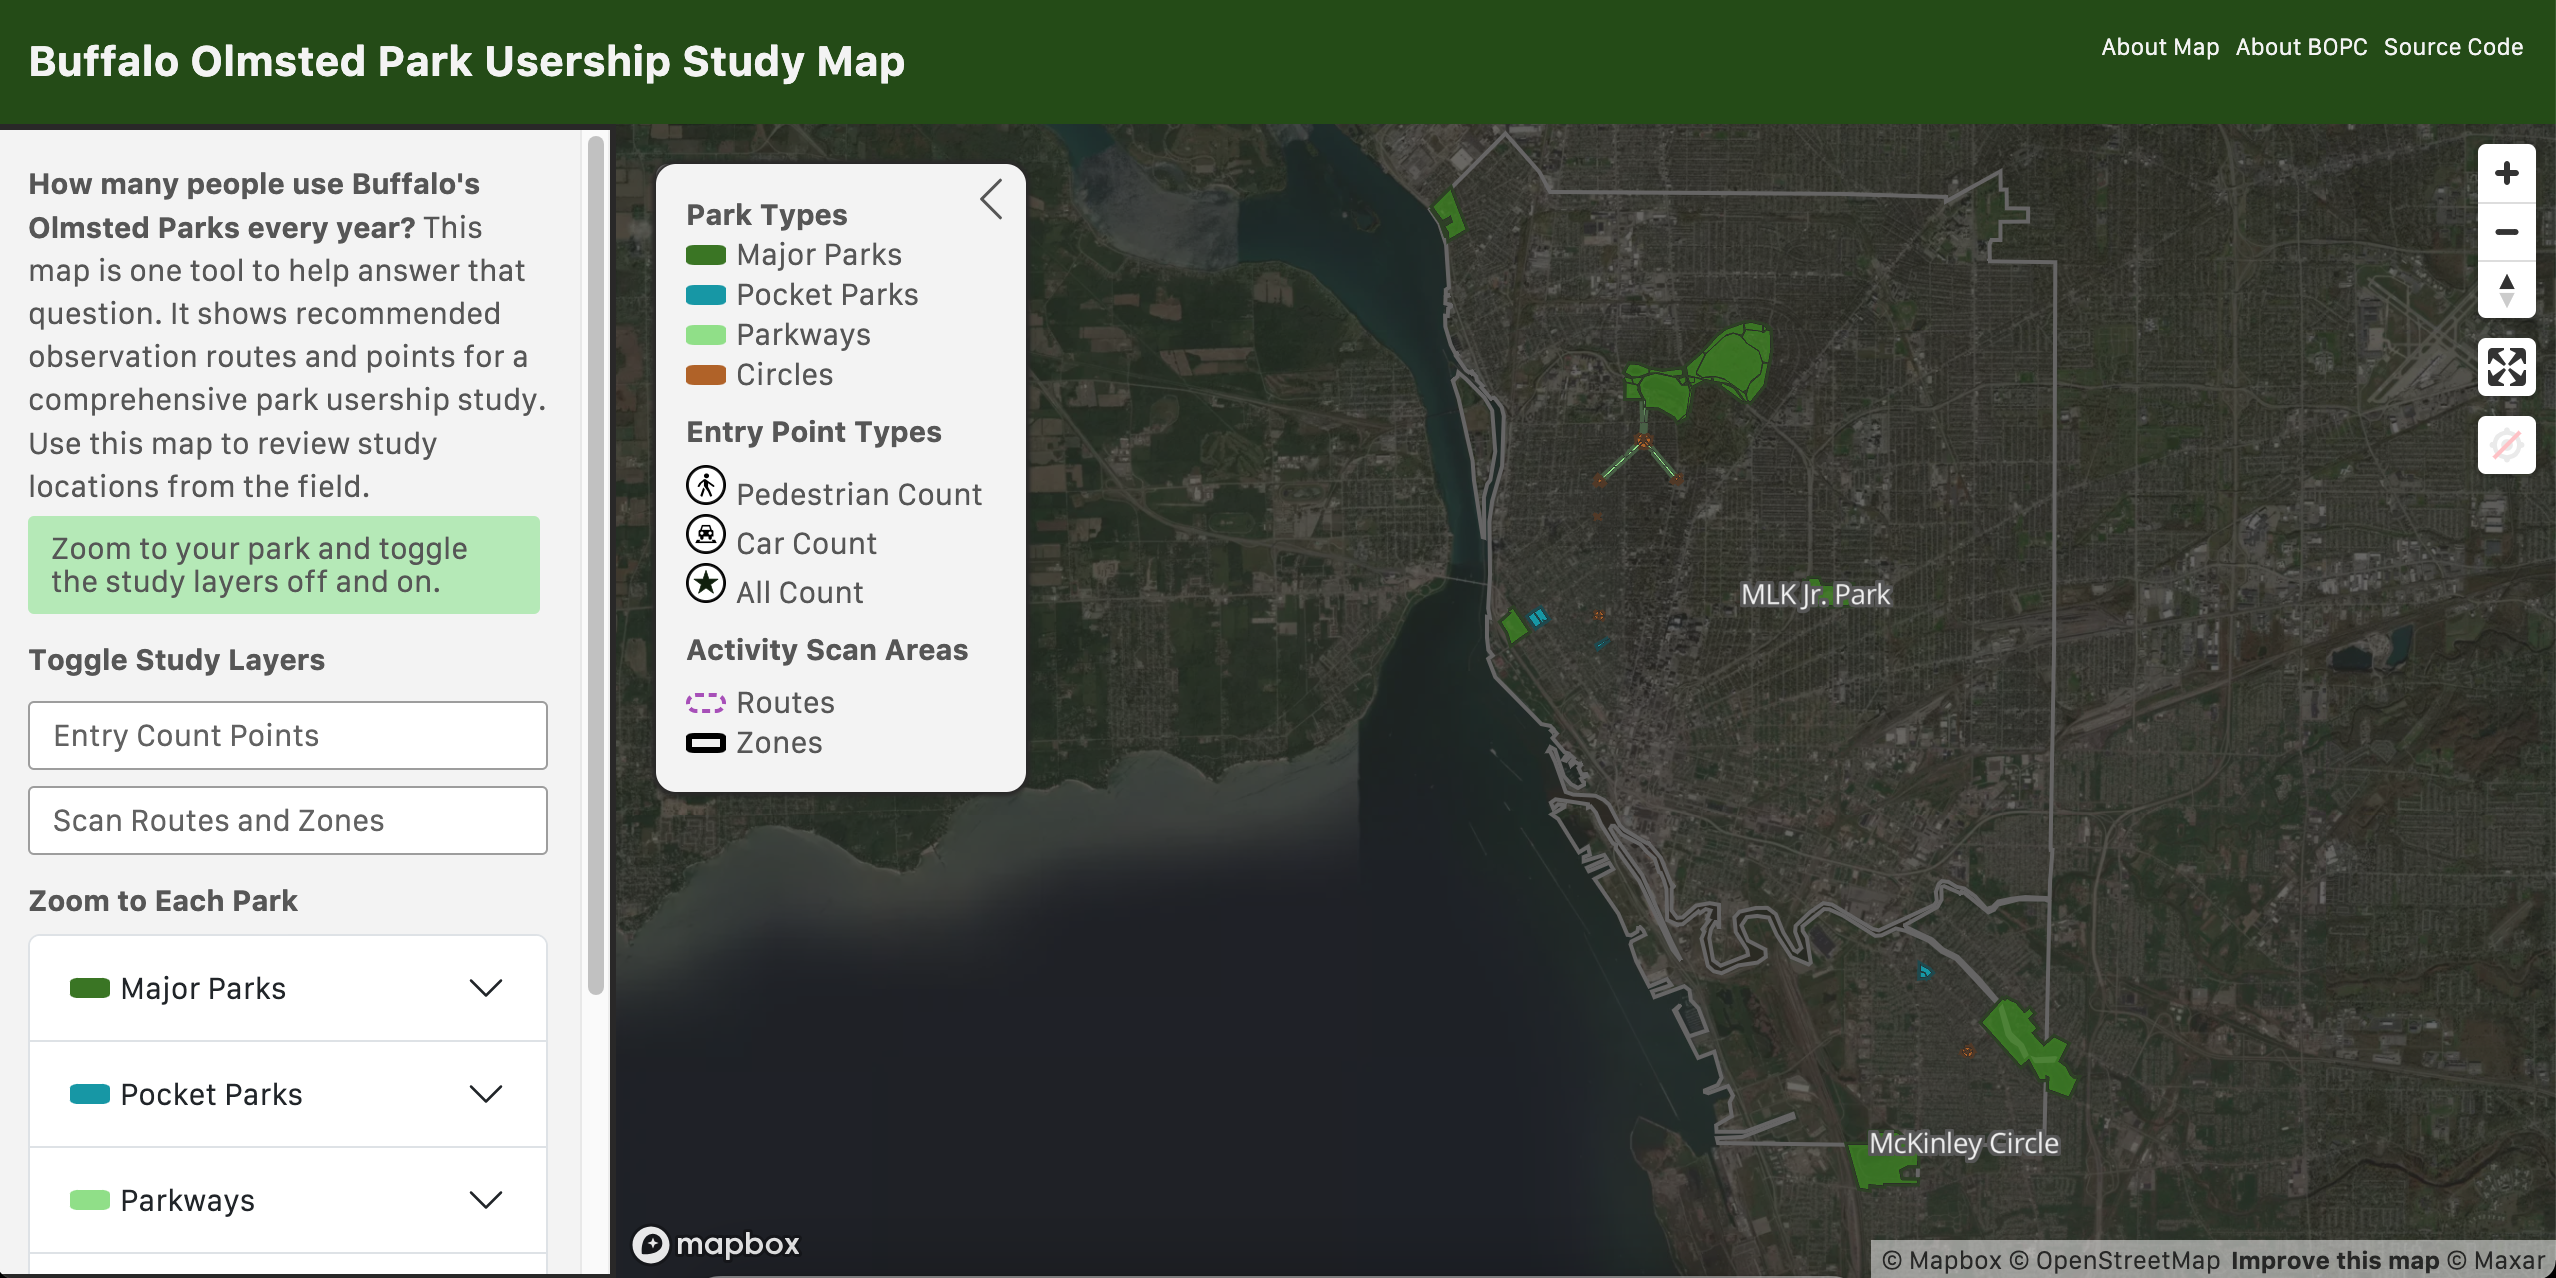 Buffalo Olmsted Park Usership Study Map
About Map About BOPC Source Code
How many people use Buffalo's
Olmsted Parks every year? This
map is one tool to help answer that
question. It shows recommended
observation routes and points for a
comprehensive park usership study.
Use this map to review study
locations from the field.
Zoom to your park and toggle
the study layers off and on.
Toggle Study Layers
Entry Count Points
Scan Routes and Zones
Zoom to Each Park
Major Parks
Pocket Parks
Parkways
Park Types
Major Parks
Pocket Parks
Parkways
Circles
Entry Point Types
Pedestrian Count
Car Count
All Count
Activity Scan Areas
Routes
Zones
MLK Jr. Park
McKinley Circle
mapbox
© Mapbox © OpenStreetMap Improve this map © Maxar